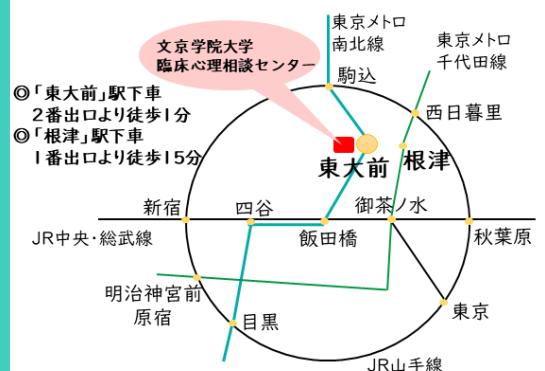 東京メトロ
南北線
文京学院大学
臨床心理相談センター
東京メトロ
千代田線
駒込
◎「東大前」駅下車
2番出口より徒歩1分
◎「根津」駅下車
1番出口より徒歩15分
西日暮里
東大前
根津
新宿
四谷
御茶ノ水
JR中央・総武線
飯田橋
秋葉原
明治神宮前
原宿
目黒
東京
JR山手線